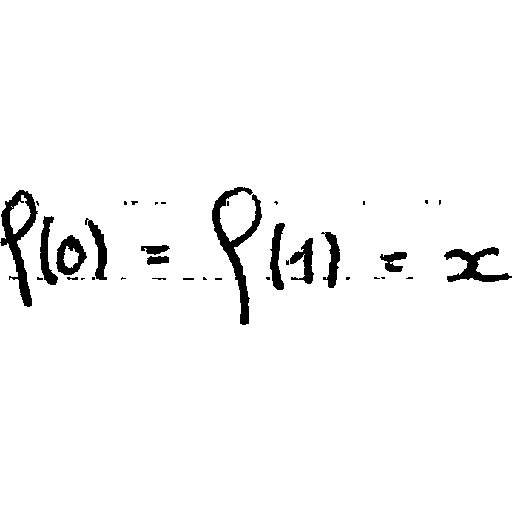 ρ(0) = ρ(1) = x